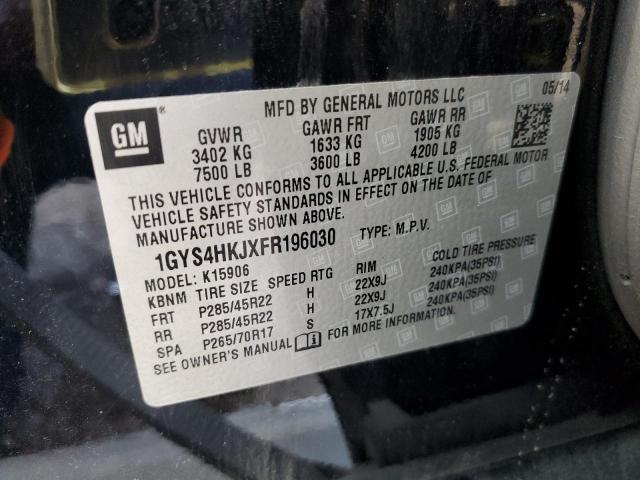 MFD BY GENERAL MOTORS LLC
05/14
GM
®
GVWR GAWR FRT GAWR RR
3402 KG 1633 KG 1905 KG
7500 LB 3600 LB 4200 LB
THIS VEHICLE CONFORMS TO ALL APPLICABLE U.S. FEDERAL MOTOR
VEHICLE SAFETY STANDARDS IN EFFECT ON THE DATE OF
MANUFACTURE SHOWN ABOVE.
1GYS4HKJXFR196030 TYPE: M.P.V.
MODEL: K15906
KBNM TIRE SIZE SPEED RTG RIM COLD TIRE PRESSURE
FRT P285/45R22 H 22X9J 240KPA(35PSI)
RR P285/45R22 H 22X9J 240KPA(35PSI)
SPA P265/70R17 S 17X7.5J 240KPA(35PSI)
SEE OWNER'S MANUAL FOR MORE INFORMATION.